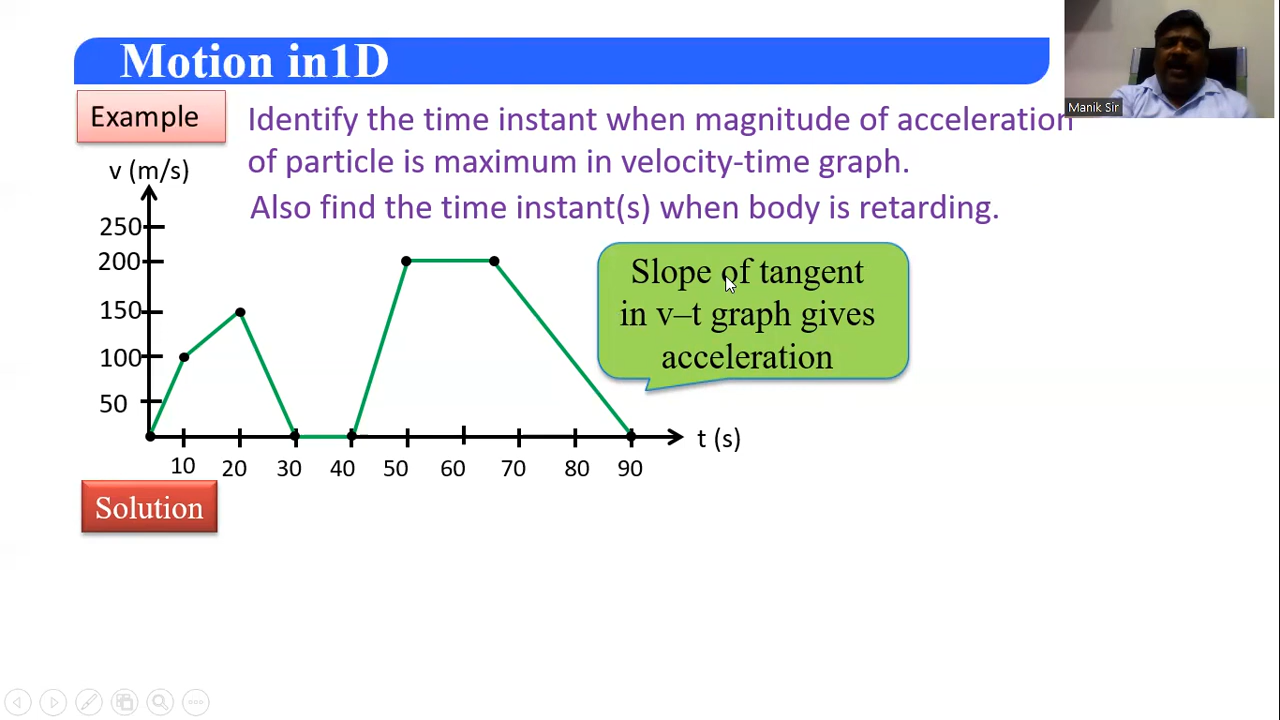 Motion in1D
Manik Sir
Example
Identify the time instant when magnitude of acceleration
of particle is maximum in velocity-time graph.
Also find the time instant(s) when body is retarding.
v (m/s)
250
200
150
100
50
10 20 30 40 50 60 70 80 90
t (s)
Slope of tangent
in v–t graph gives
acceleration
Solution